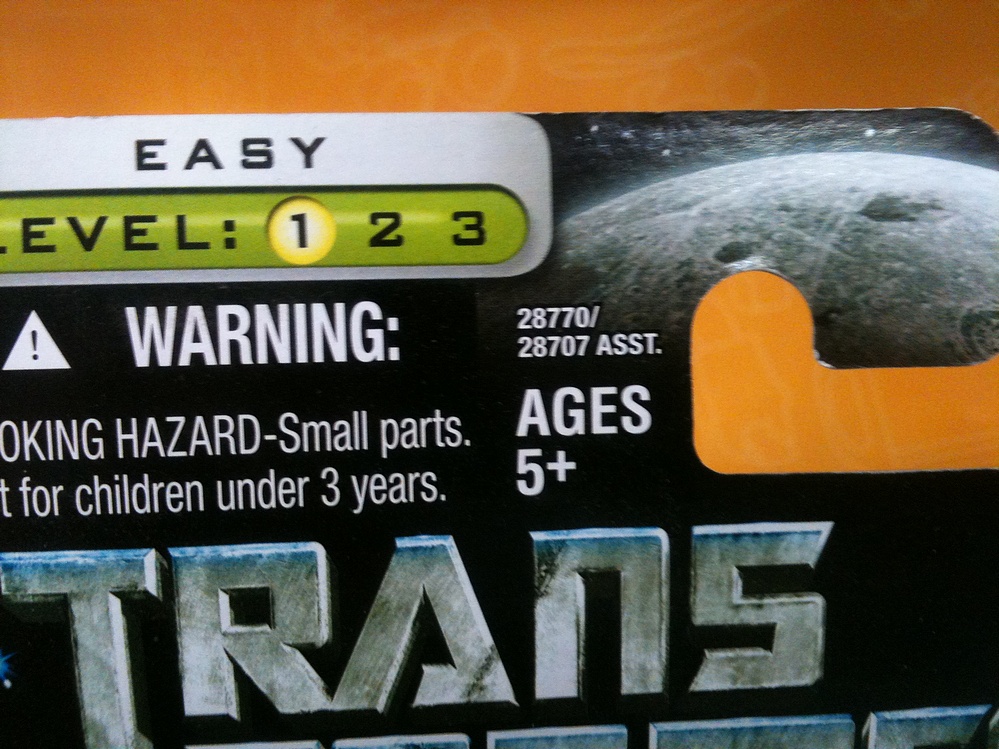 EASY
LEVEL: 1 2 3
! WARNING:
OKING HAZARD-Small parts.
t for children under 3 years.
28770/
28707 ASST.
AGES
5+
TRANS